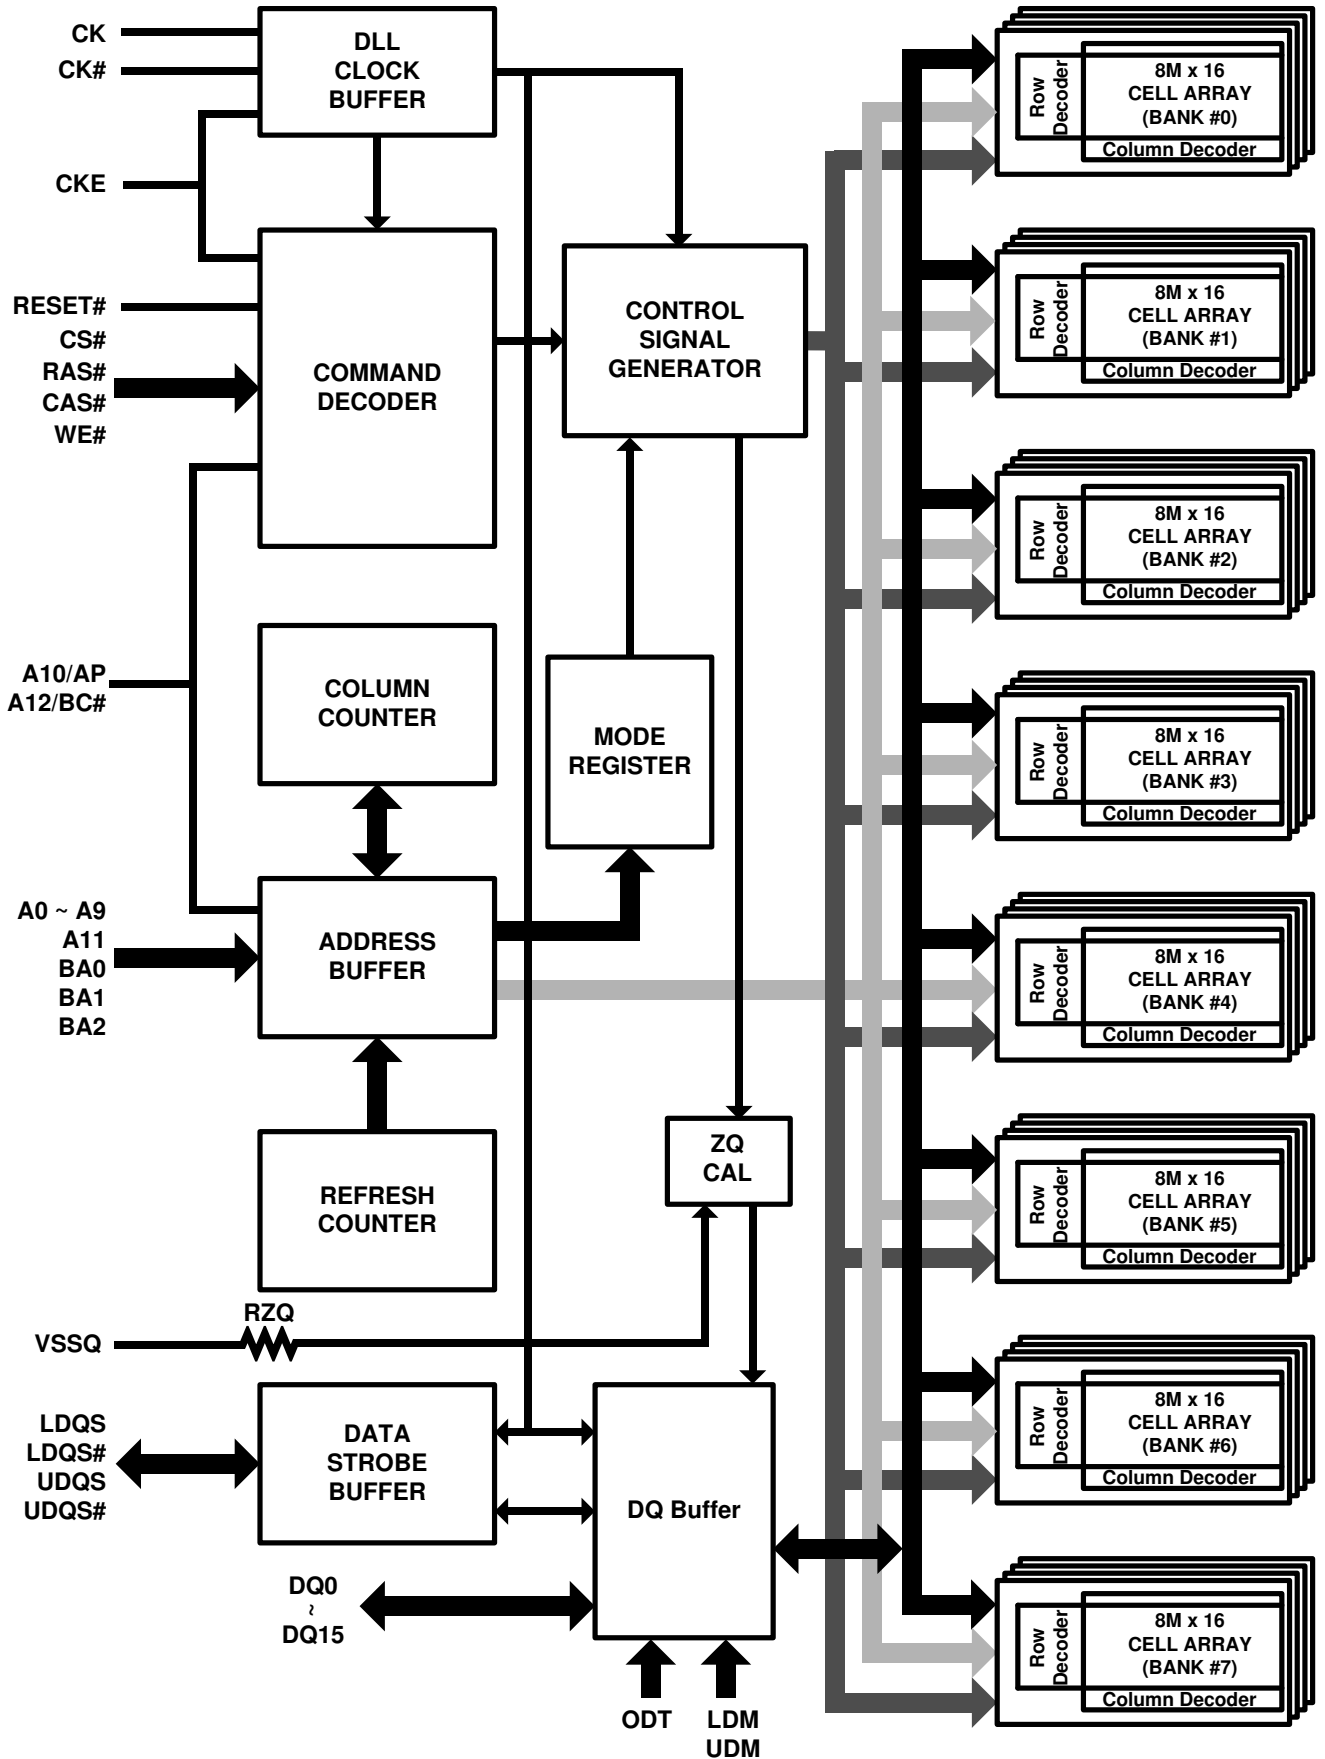 CK
CK#
CKE
RESET#
CS#
RAS#
CAS#
WE#
A10/AP
A12/BC#
A0 ~ A9
A11
BA0
BA1
BA2
VSSQ
RZQ
LDQS
LDQS#
UDQS
UDQS#
DQ0
~
DQ15
DLL
CLOCK
BUFFER
COMMAND
DECODER
COLUMN
COUNTER
ADDRESS
BUFFER
REFRESH
COUNTER
DATA
STROBE
BUFFER
CONTROL
SIGNAL
GENERATOR
MODE
REGISTER
ZQ
CAL
DQ Buffer
ODT
LDM
UDM
Row
Decoder
8M x 16
CELL ARRAY
(BANK #0)
Column Decoder
Row
Decoder
8M x 16
CELL ARRAY
(BANK #1)
Column Decoder
Row
Decoder
8M x 16
CELL ARRAY
(BANK #2)
Column Decoder
Row
Decoder
8M x 16
CELL ARRAY
(BANK #3)
Column Decoder
Row
Decoder
8M x 16
CELL ARRAY
(BANK #4)
Column Decoder
Row
Decoder
8M x 16
CELL ARRAY
(BANK #5)
Column Decoder
Row
Decoder
8M x 16
CELL ARRAY
(BANK #6)
Column Decoder
Row
Decoder
8M x 16
CELL ARRAY
(BANK #7)
Column Decoder